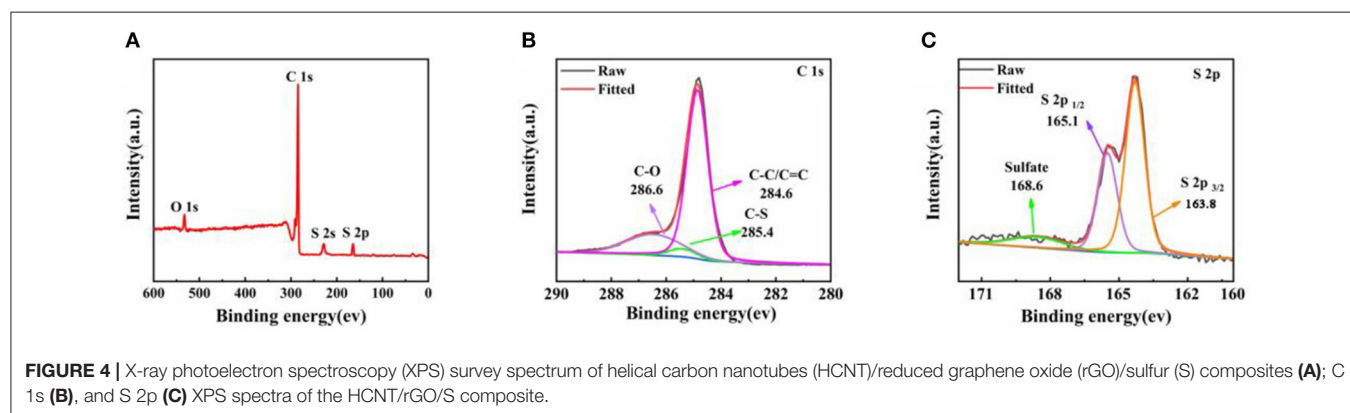 A
C 1s
O 1s
S 2s S 2p
Intensity(a.u.)
600 500 400 300 200 100 0
Binding energy(ev)
B
Raw
Fitted
C 1s
C-O
286.6
C-C/C=C
284.6
C-S
285.4
Intensity(a.u.)
290 288 286 284 282 280
Binding energy(ev)
C
Raw
Fitted
S 2p
S 2p 1/2
165.1
Sulfate
168.6
S 2p 3/2
163.8
Intensity(a.u.)
171 168 165 162 160
Binding energy(ev)
FIGURE 4 | X-ray photoelectron spectroscopy (XPS) survey spectrum of helical carbon nanotubes (HCNT)/reduced graphene oxide (rGO)/sulfur (S) composites (A); C
1s (B), and S 2p (C) XPS spectra of the HCNT/rGO/S composite.